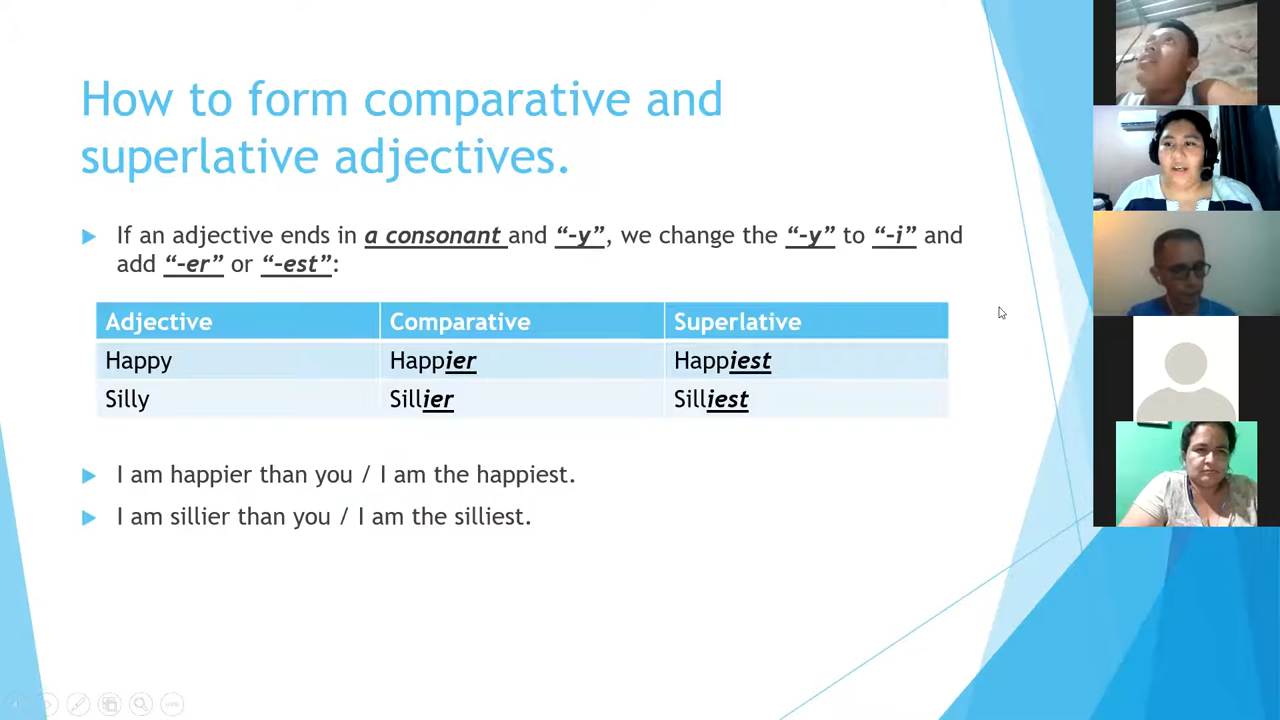 How to form comparative and
superlative adjectives.
If an adjective ends in a consonant and “-y”, we change the “-y” to “-i” and
add “-er” or “-est”:
Adjective Comparative Superlative
Happy Happier Happiest
Silly Sillier Silliest
I am happier than you / I am the happiest.
I am sillier than you / I am the silliest.